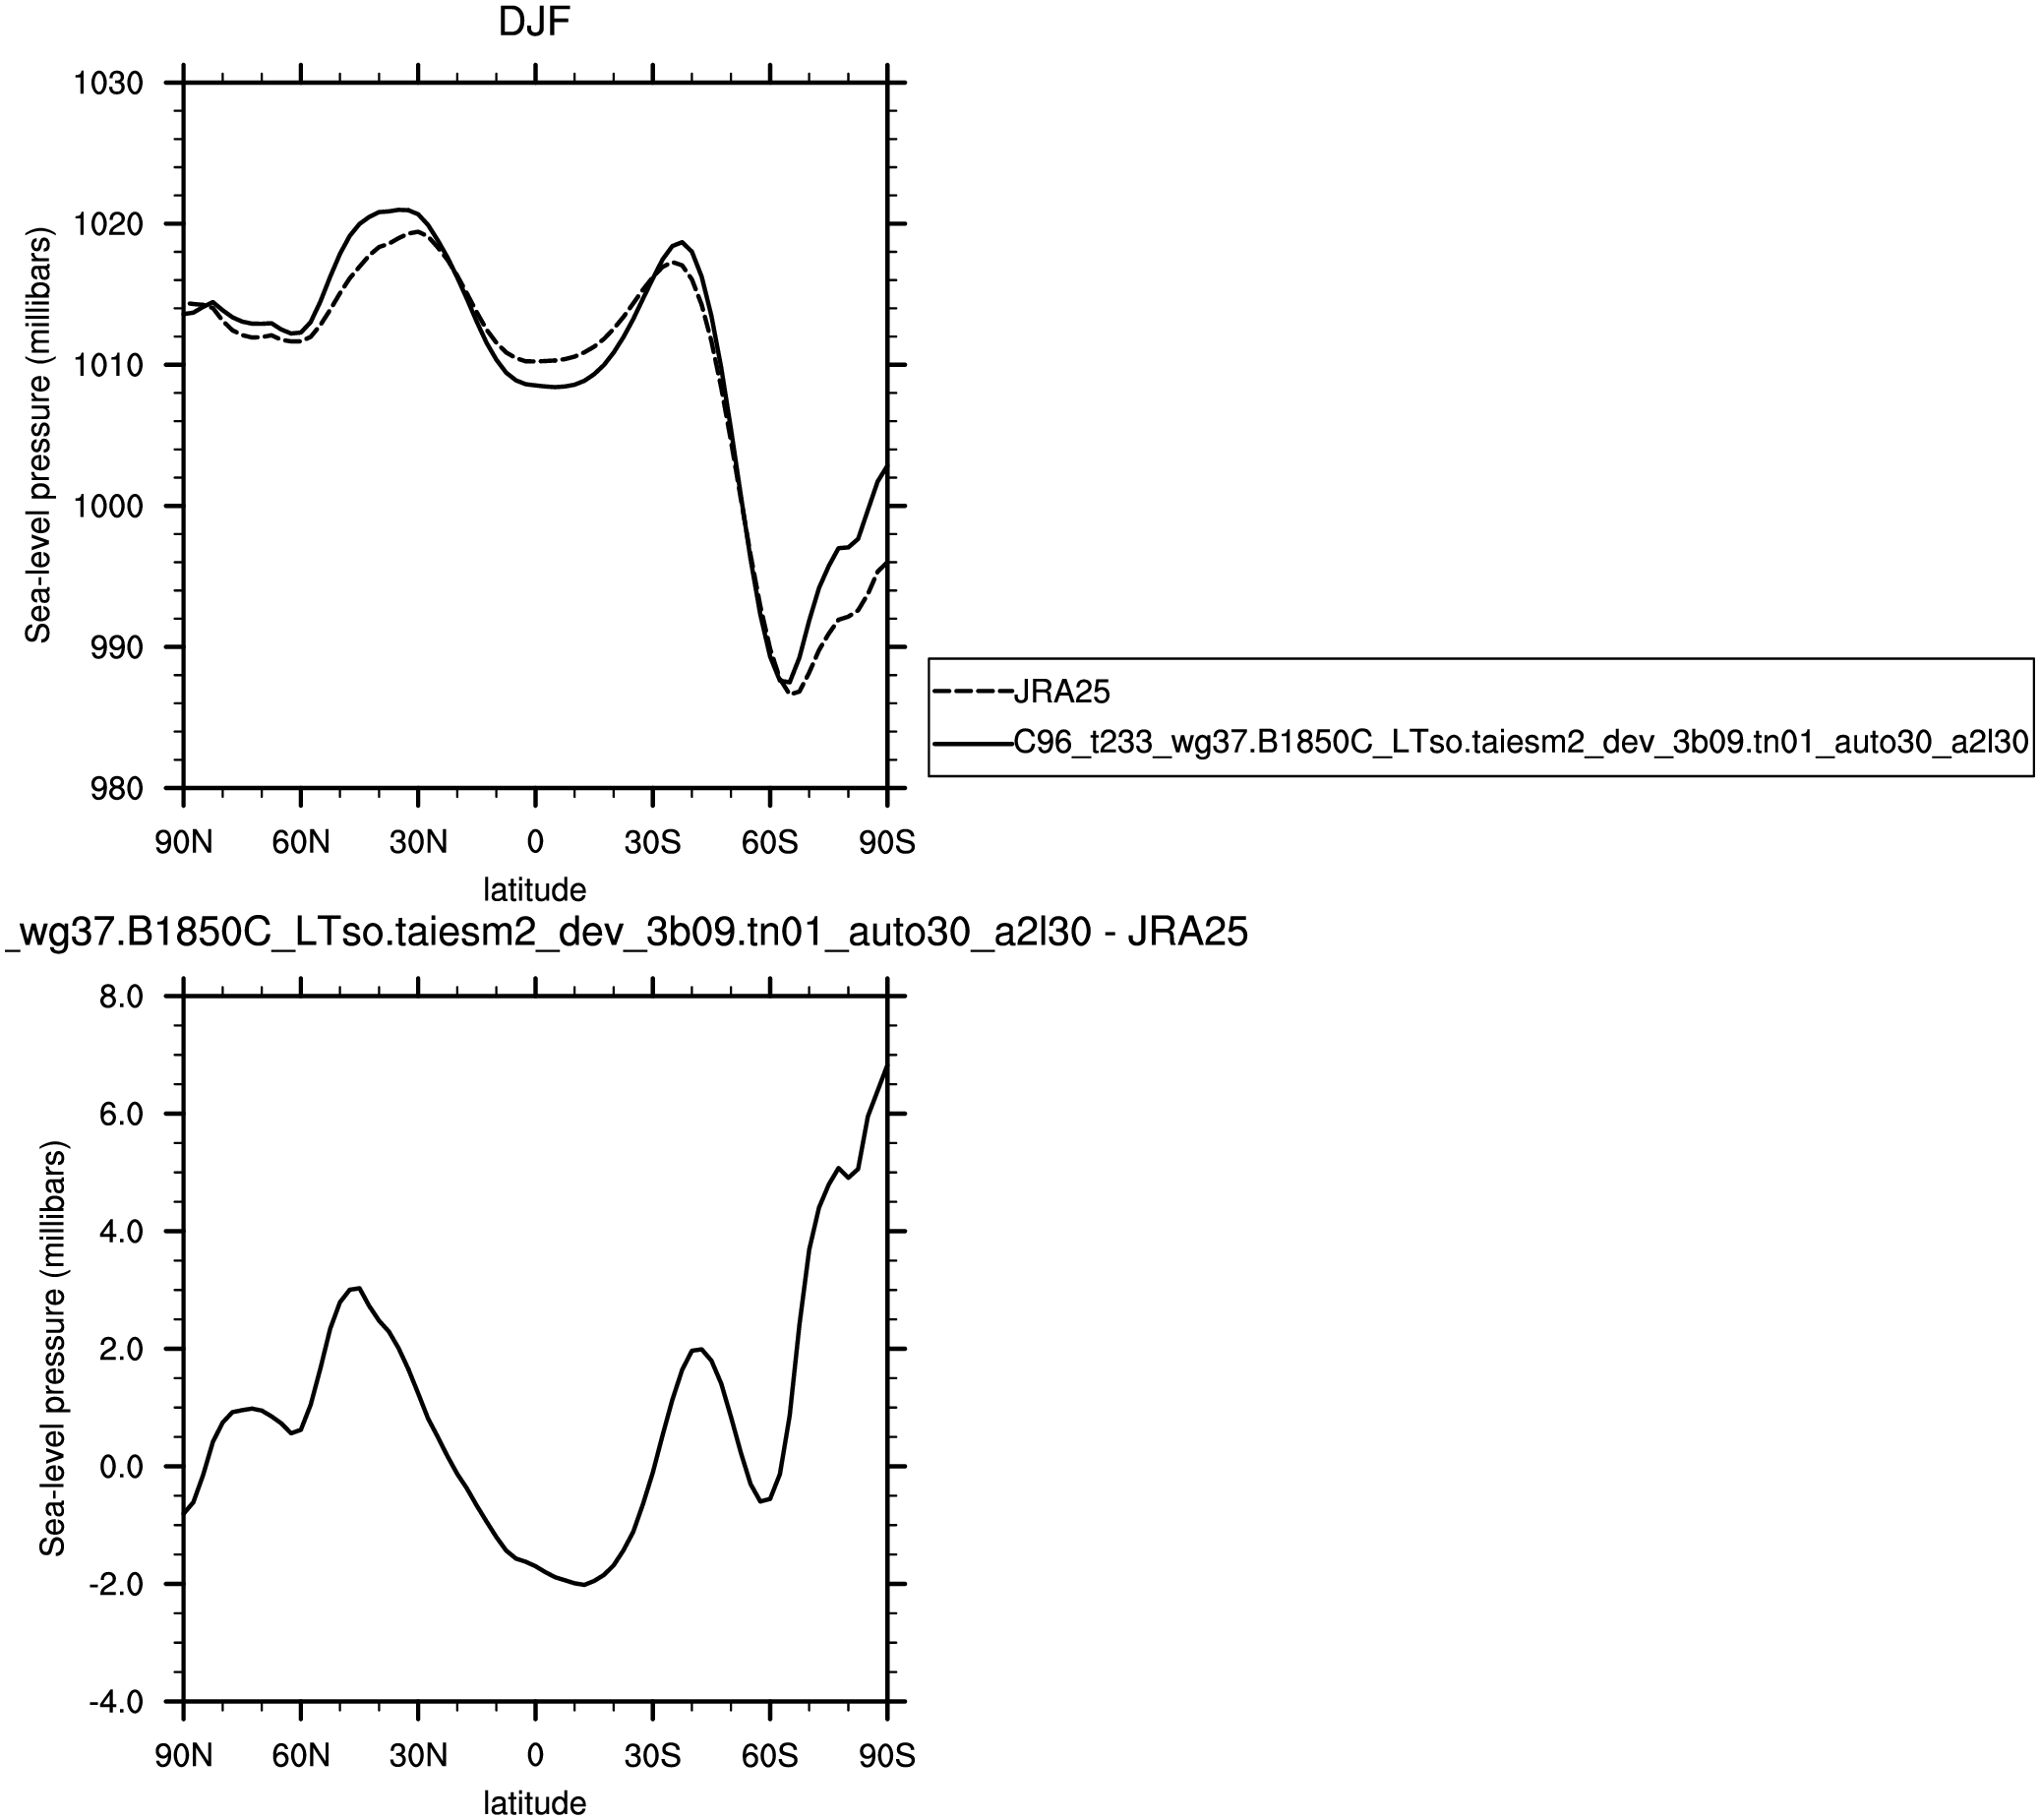 DJF
1030
1020
1010
1000
990
980
Sea-level pressure (millibars)
90N 60N 30N 0 30S 60S 90S
latitude
JRA25
C96_t233_wg37.B1850C_LTso.taiesm2_dev_3b09.tn01_auto30_a2l30
_wg37.B1850C_LTso.taiesm2_dev_3b09.tn01_auto30_a2l30 - JRA25
8.0
6.0
4.0
2.0
0.0
-2.0
-4.0
Sea-level pressure (millibars)
90N 60N 30N 0 30S 60S 90S
latitude